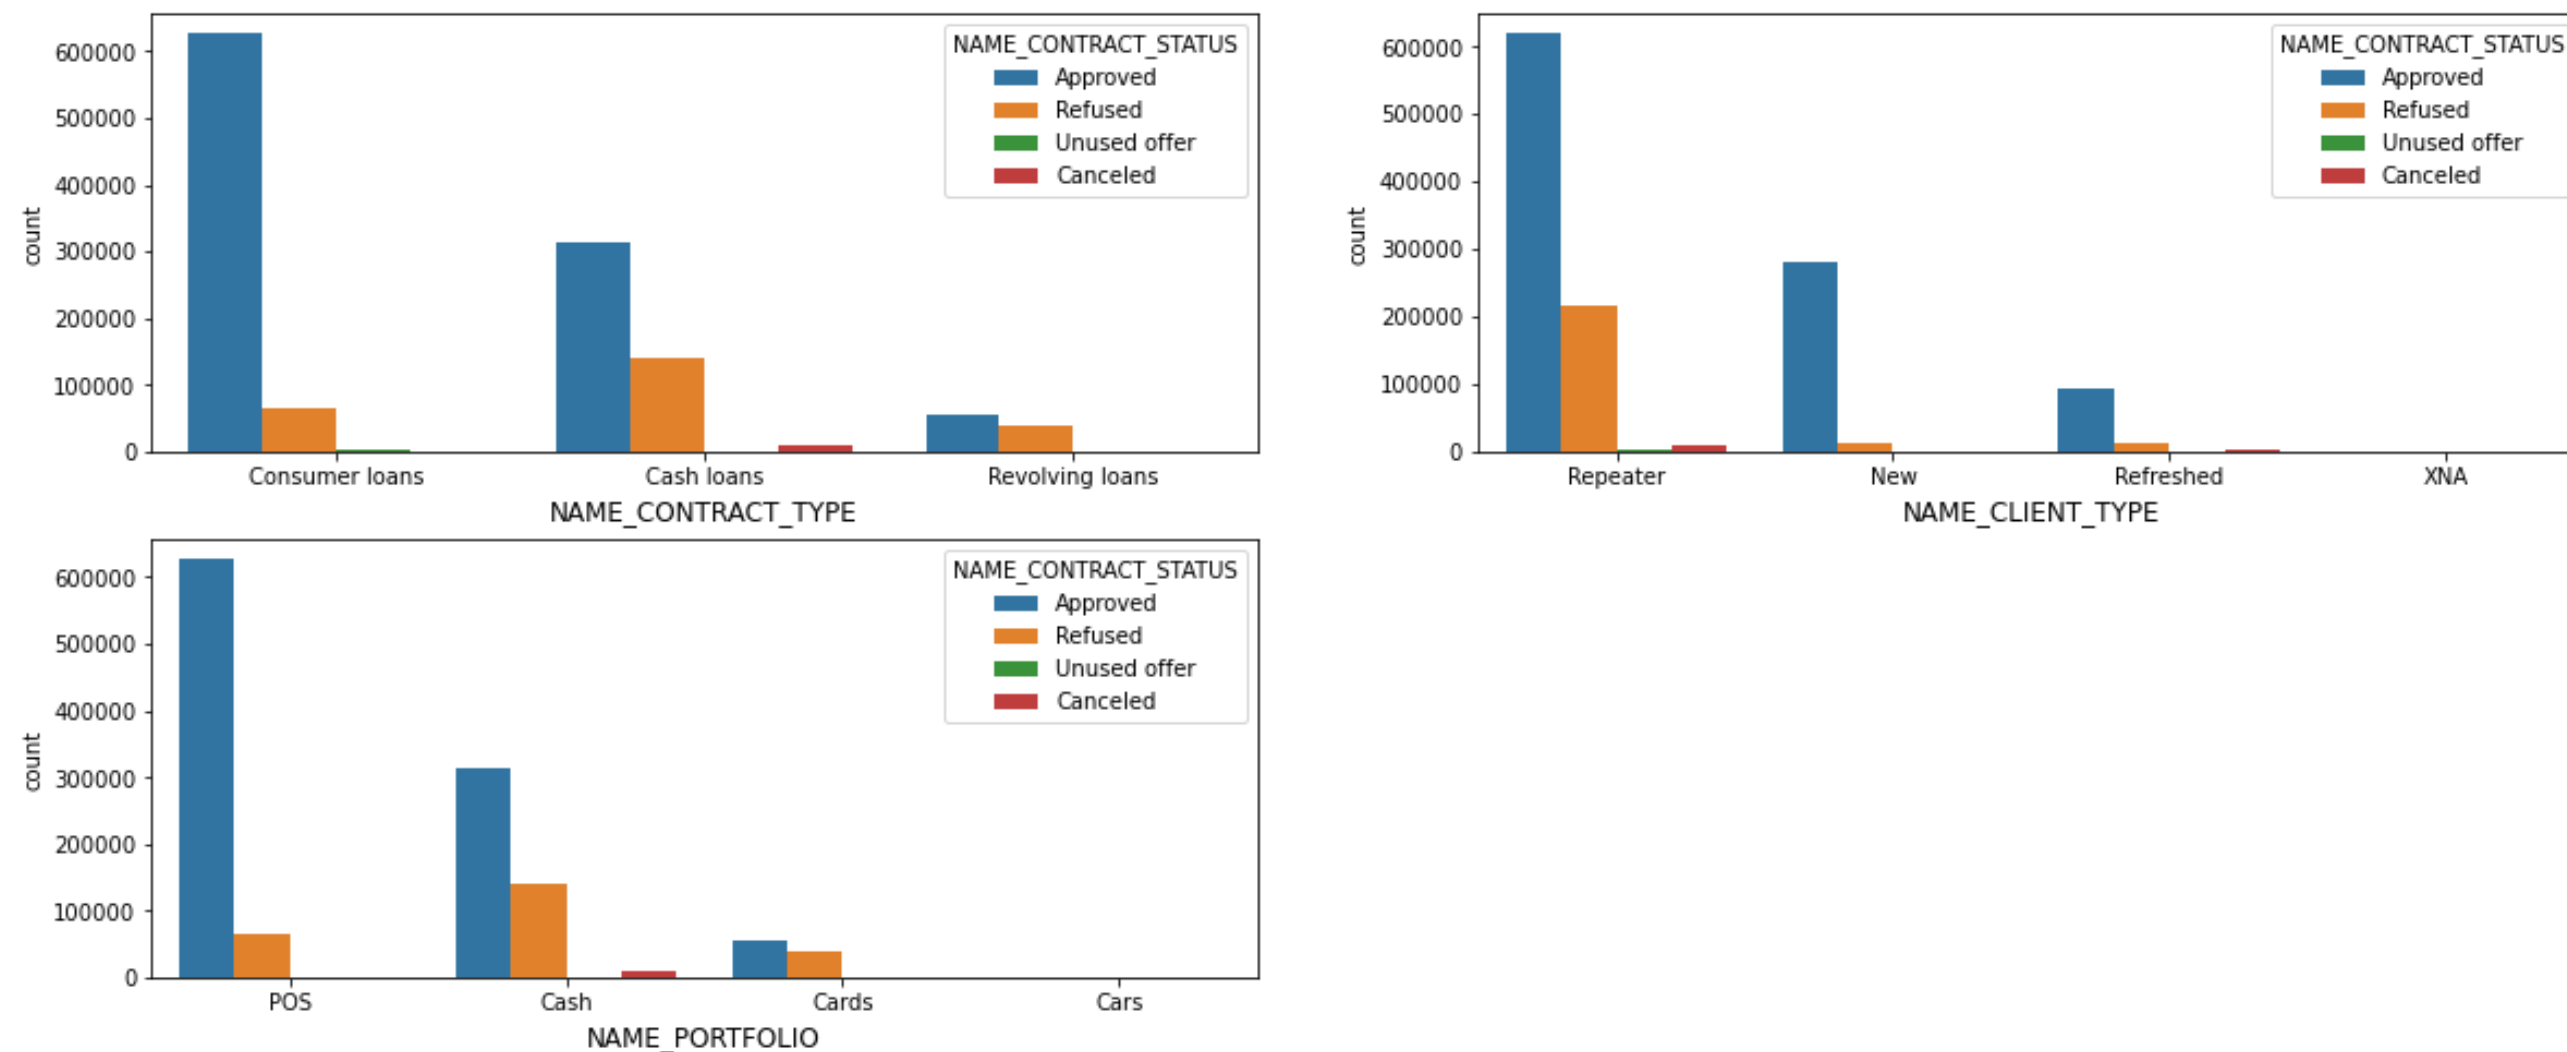 600000
500000
400000
300000
200000
100000
0
count
NAME_CONTRACT_STATUS
Approved
Refused
Unused offer
Canceled
Consumer loans Cash loans Revolving loans
NAME_CONTRACT_TYPE
600000
500000
400000
300000
200000
100000
0
count
NAME_CONTRACT_STATUS
Approved
Refused
Unused offer
Canceled
Repeater New Refreshed XNA
NAME_CLIENT_TYPE
600000
500000
400000
300000
200000
100000
0
count
NAME_CONTRACT_STATUS
Approved
Refused
Unused offer
Canceled
POS Cash Cards Cars
NAME_PORTFOLIO